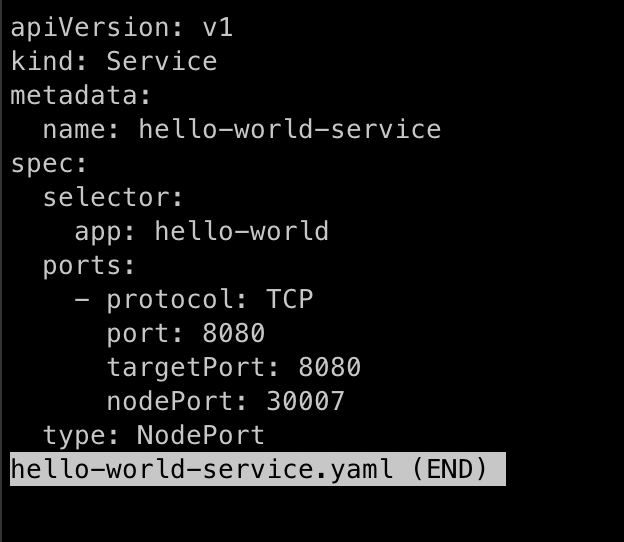 apiVersion: v1
kind: Service
metadata:
  name: hello-world-service
spec:
  selector:
    app: hello-world
  ports:
    - protocol: TCP
      port: 8080
      targetPort: 8080
      nodePort: 30007
  type: NodePort
hello-world-service.yaml (END)